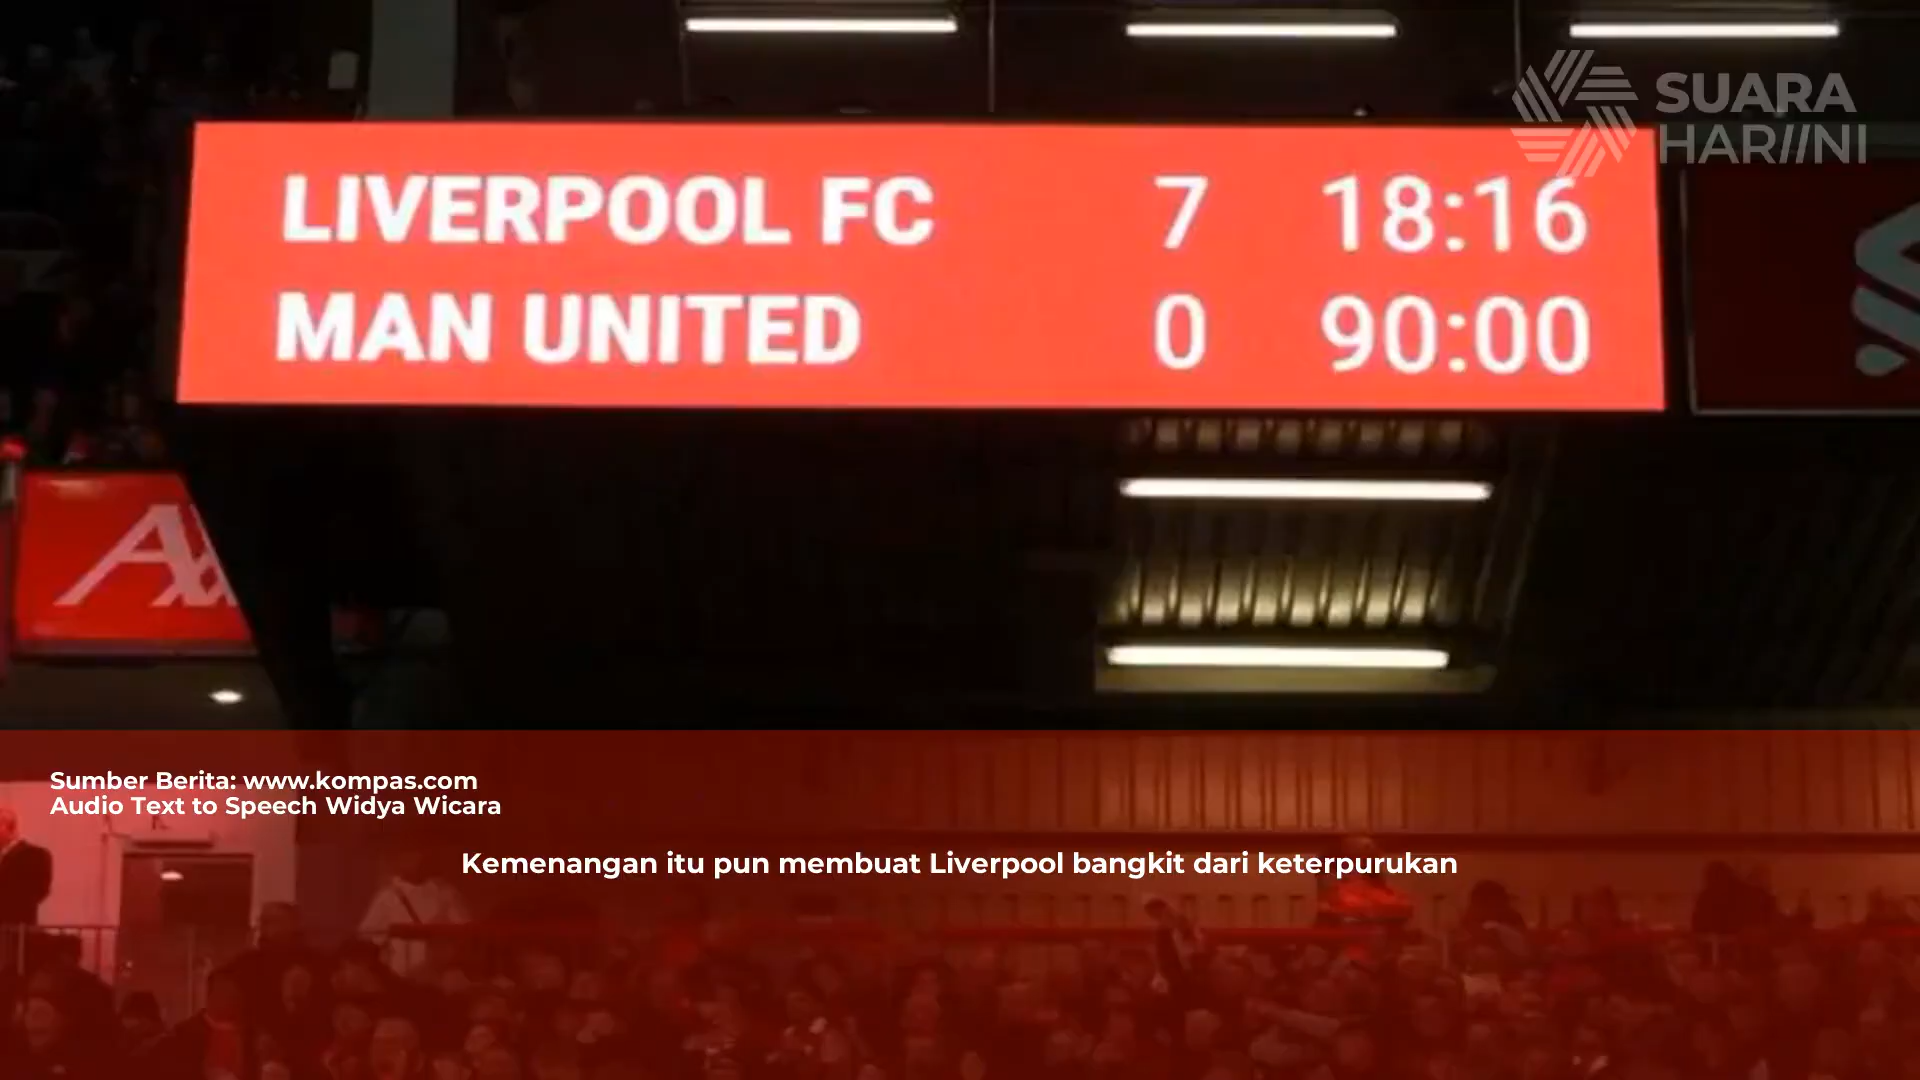 SUARA
HARIINI
LIVERPOOL FC 7 18:16
MAN UNITED 0 90:00
AXA
Sumber Berita: www.kompas.com
Audio Text to Speech Widya Wicara
Kemenangan itu pun membuat Liverpool bangkit dari keterpurukan